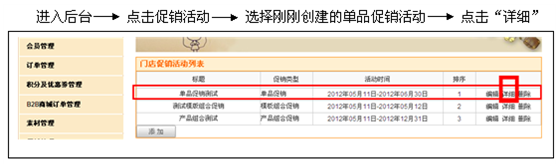 进入后台 → 点击促销活动 → 选择刚刚创建的单品促销活动 → 点击“详细”
会员管理
订单管理
积分及优惠券管理
B2B商城订单管理
素材管理
门店促销活动列表
标题 促销类型 活动时间 排序
单品促销测试 单品促销 2012年05月11日-2012年06月30日 1 编辑 详细 删除
测试模板组合促销 模板组合促销 2012年05月11日-2012年05月12日 2 编辑 详细 删除
产品组合测试 产品组合促销 2012年05月11日-2012年12月31日 3 编辑 详细 删除
添 加